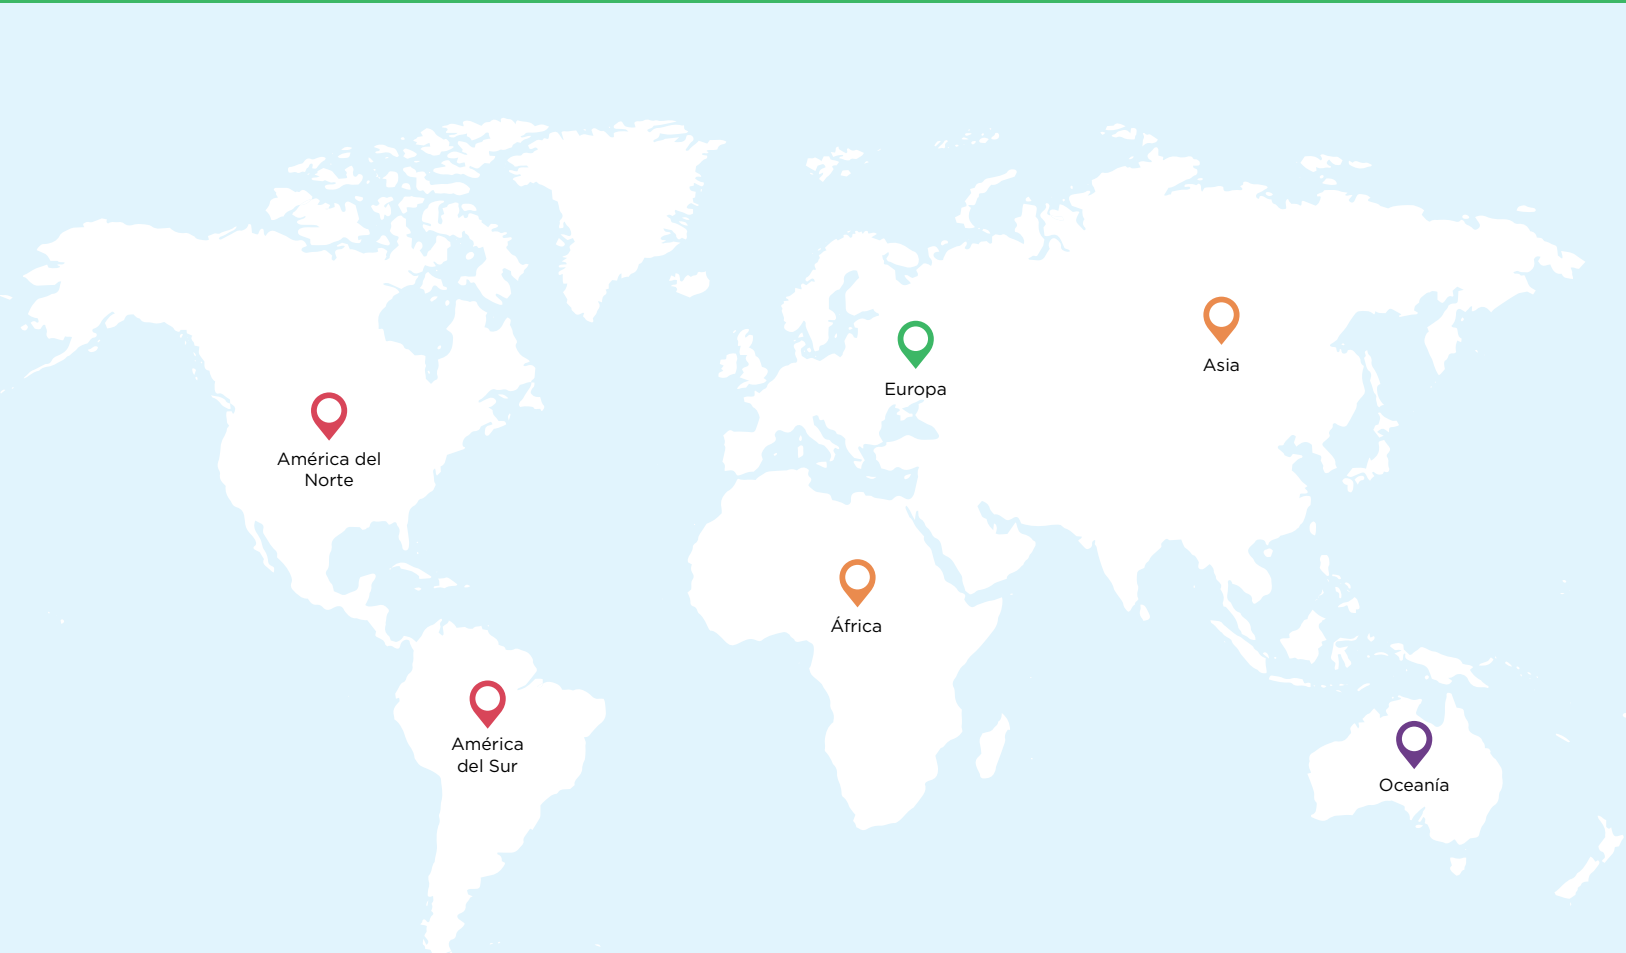 Asia
Europa
América del
Norte
África
América
del Sur
Oceanía